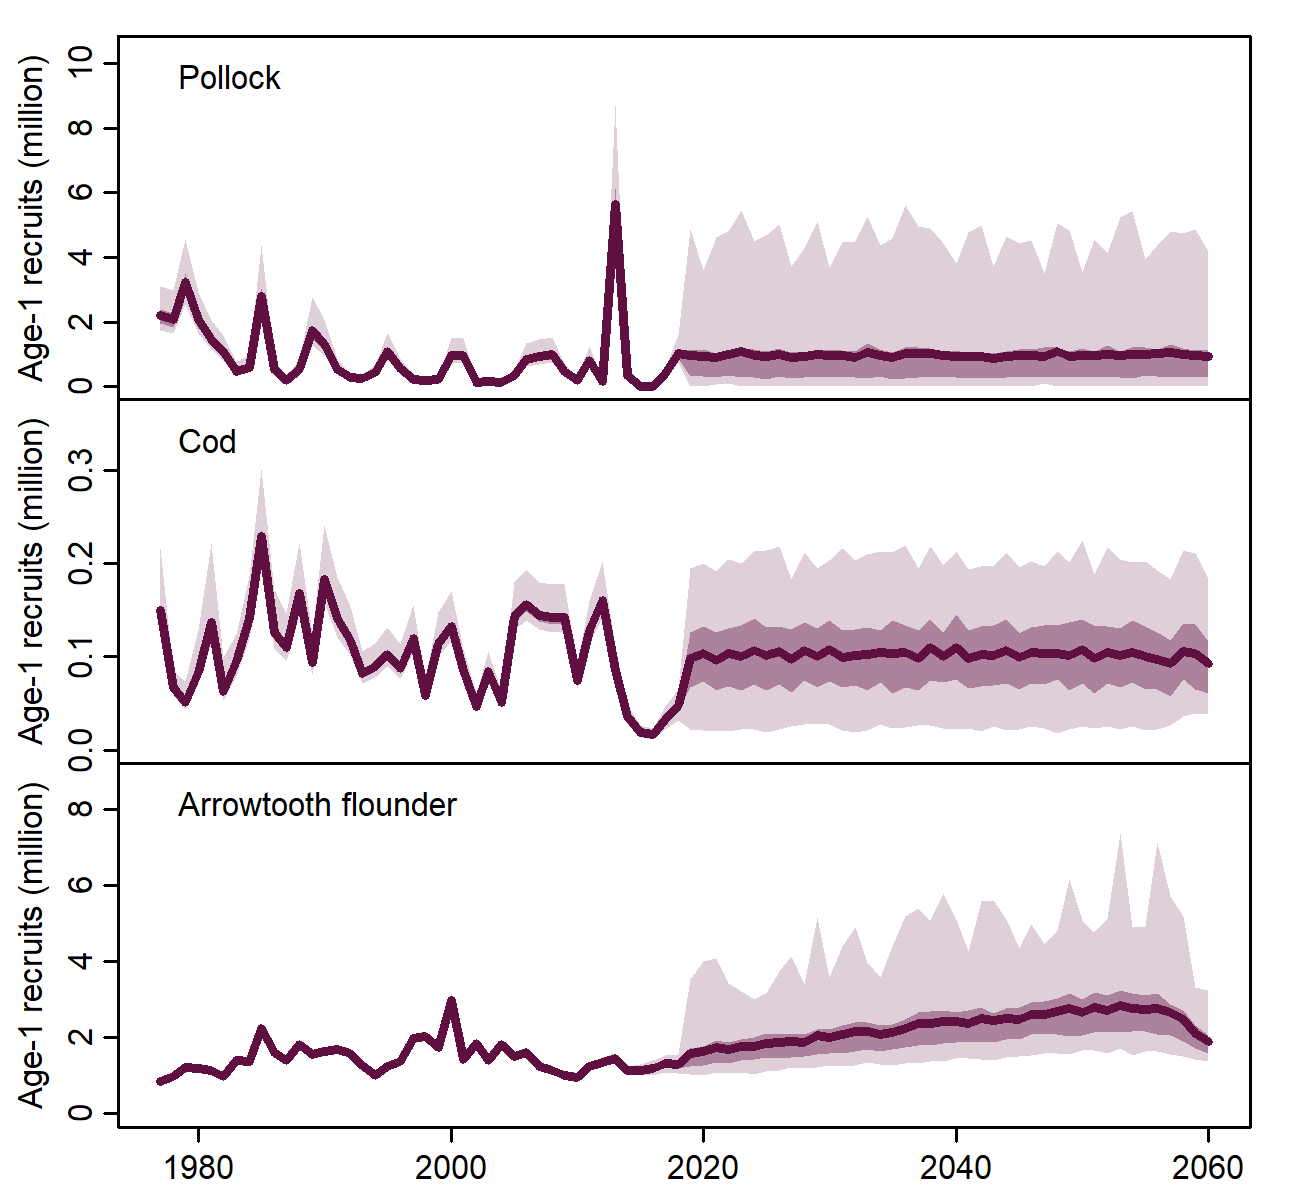 Pollock
Age-1 recruits (million)
10
8
6
4
2
0
Cod
Age-1 recruits (million)
0.3
0.2
0.1
0.0
Arrowtooth flounder
Age-1 recruits (million)
8
6
4
2
0
1980 2000 2020 2040 2060